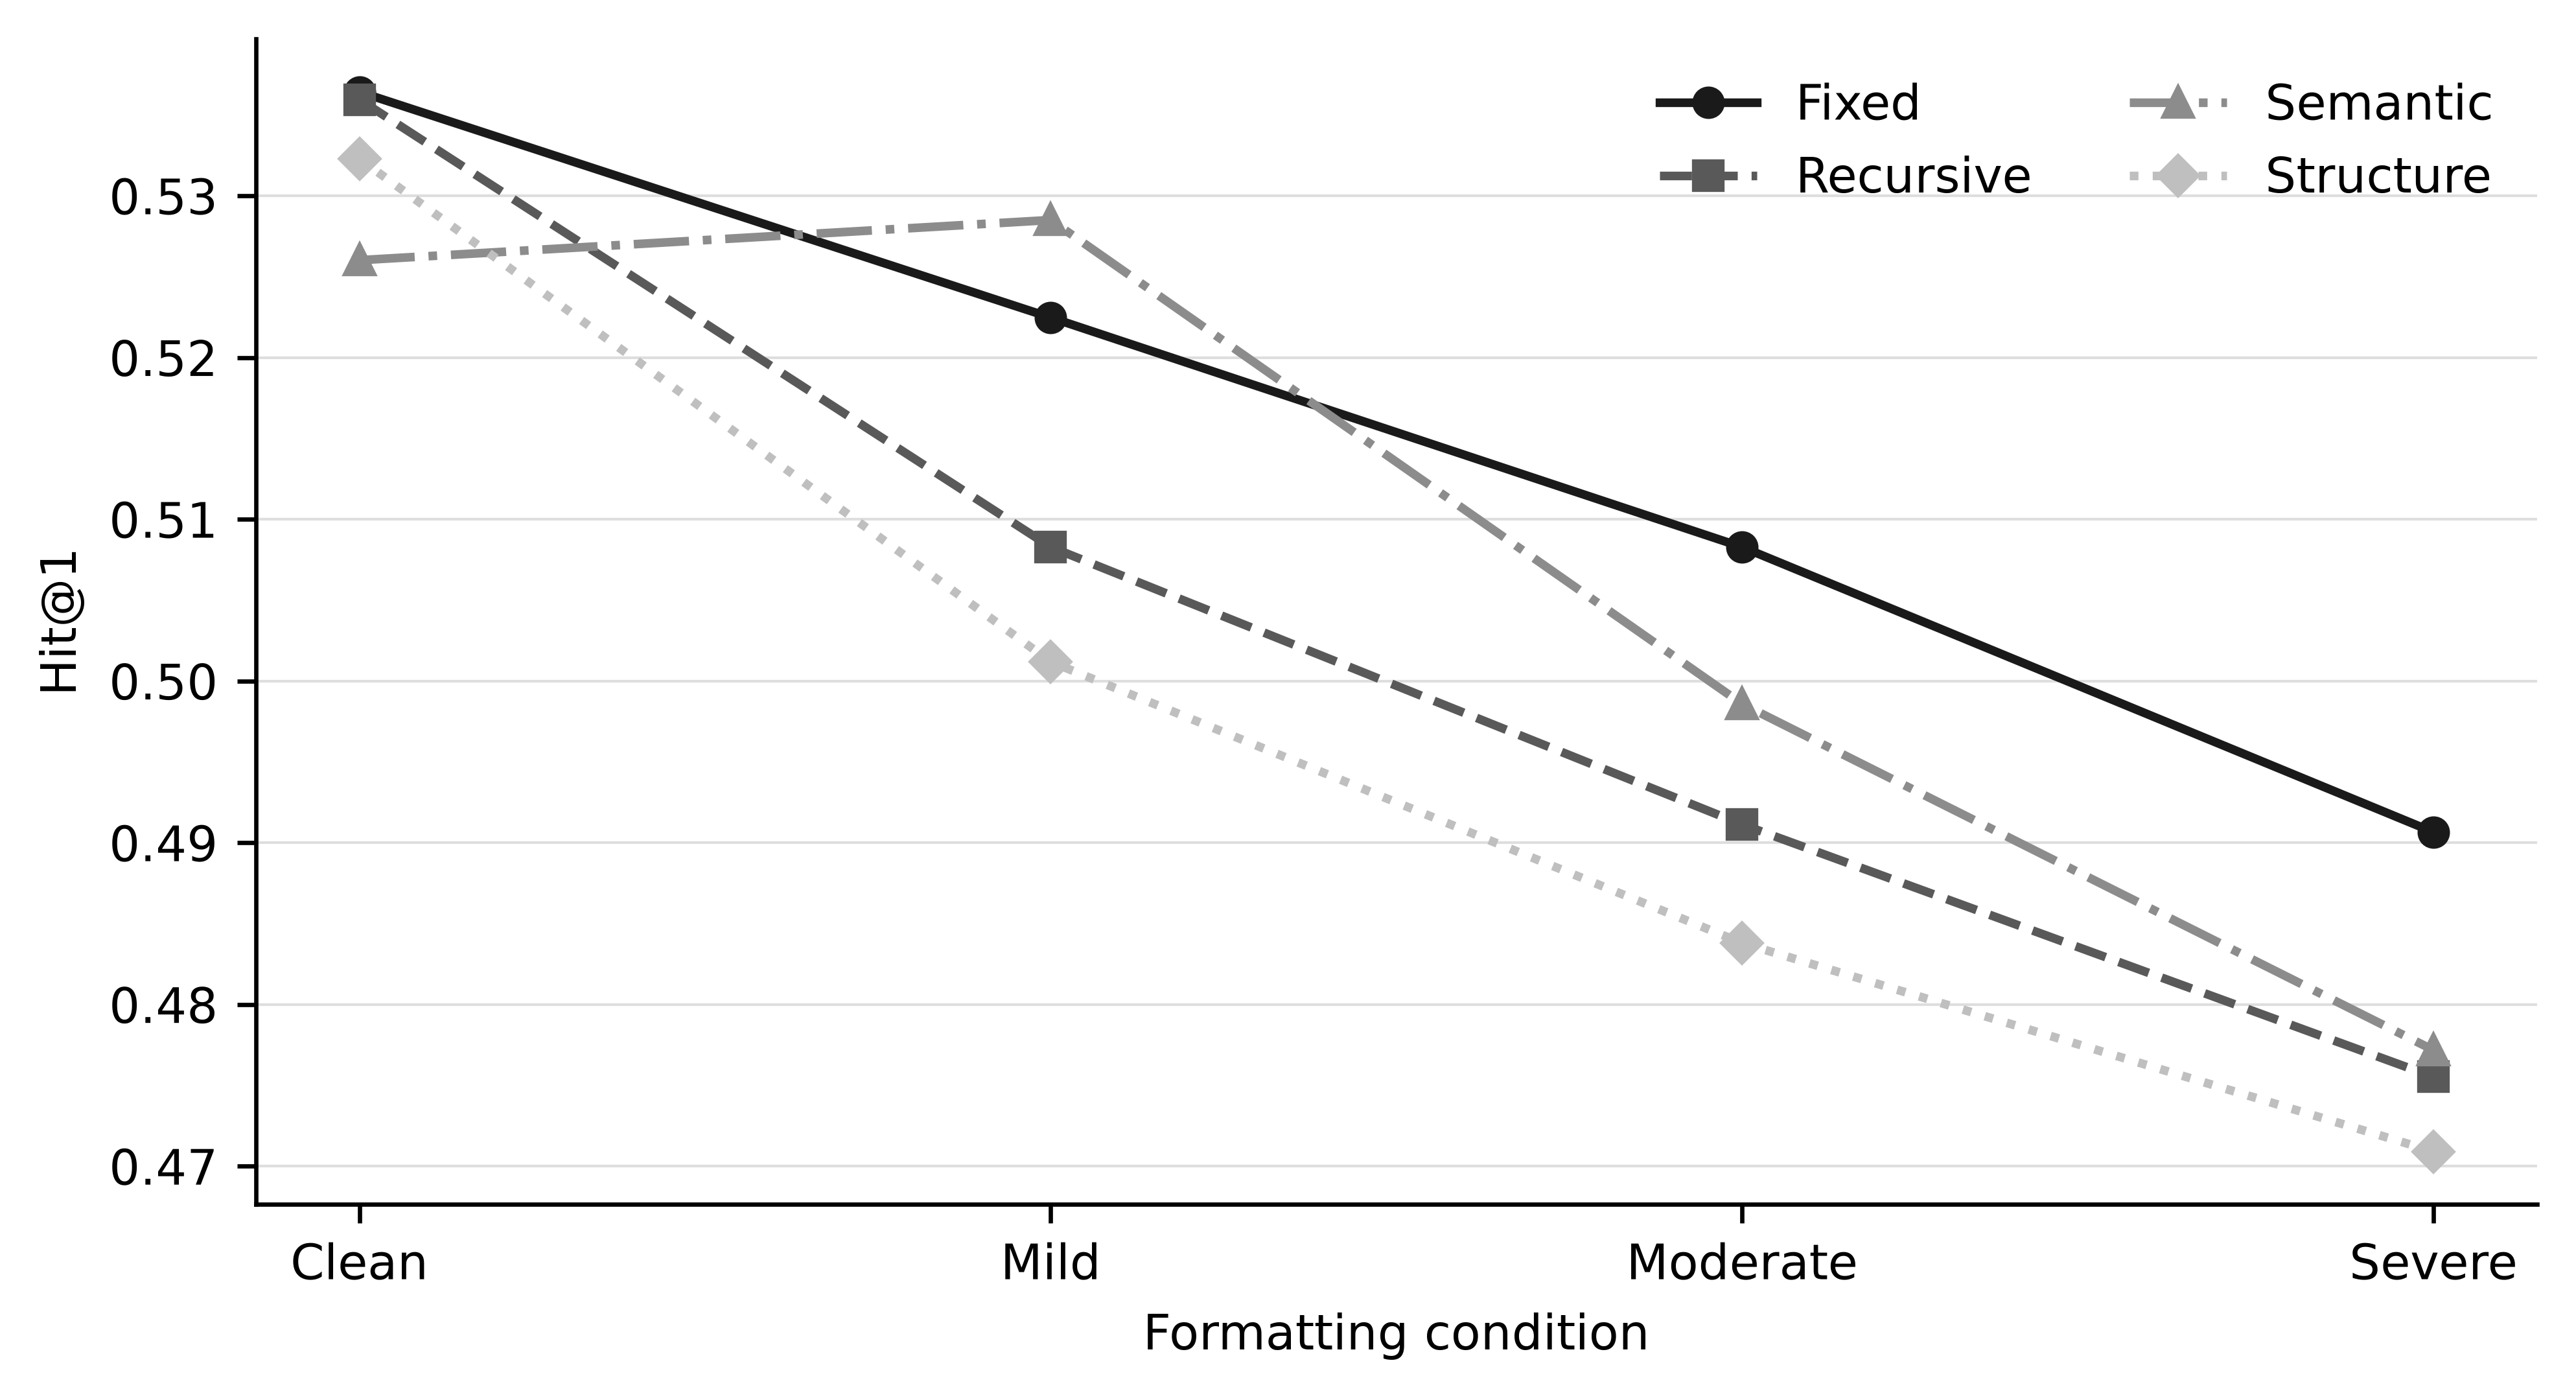 Fixed
Recursive
Semantic
Structure
0.53
0.52
0.51
0.50
0.49
0.48
0.47
Hit@1
Clean
Mild
Moderate
Severe
Formatting condition